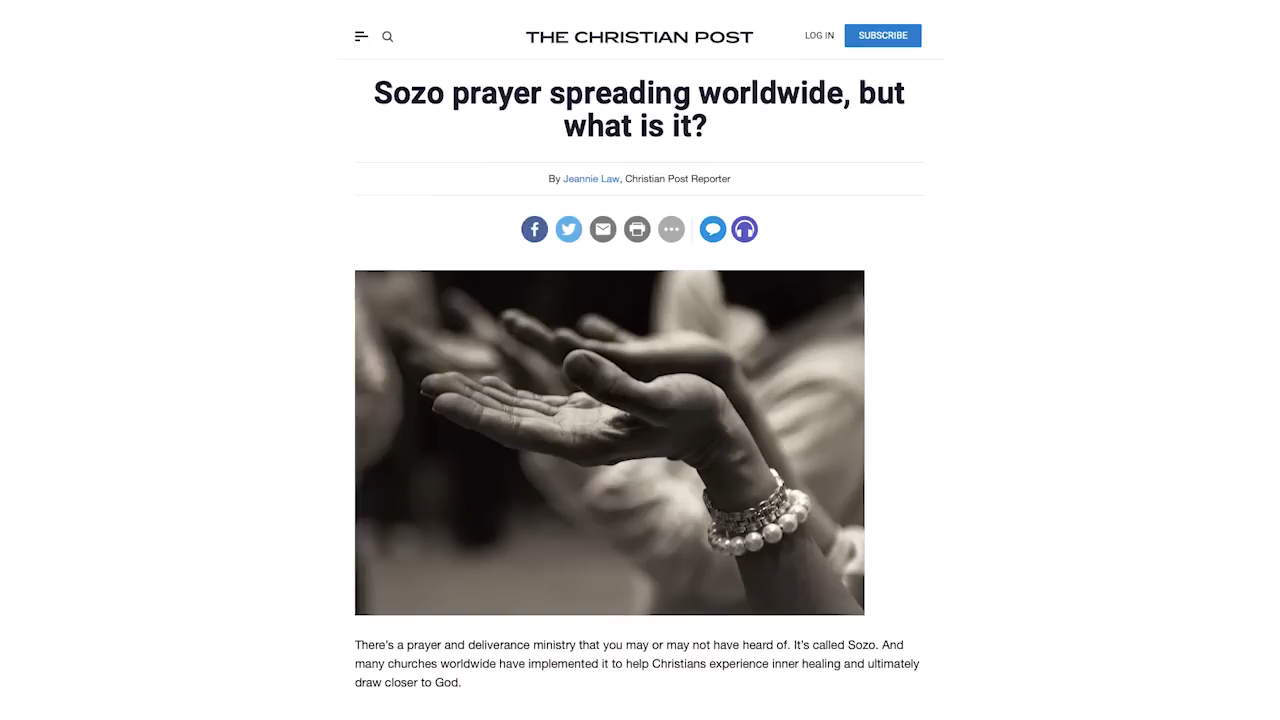 THE CHRISTIAN POST
LOG IN
SUBSCRIBE
Sozo prayer spreading worldwide, but
what is it?
By Jeannie Law, Christian Post Reporter
There's a prayer and deliverance ministry that you may or may not have heard of. It's called Sozo. And
many churches worldwide have implemented it to help Christians experience inner healing and ultimately
draw closer to God.